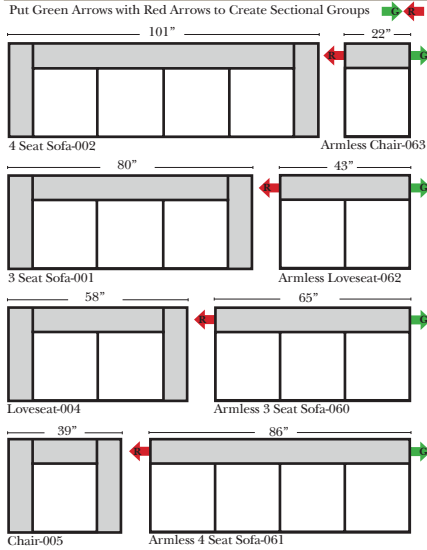 Put Green Arrows with Red Arrows to Create Sectional Groups G R
101” 22”
R G
4 Seat Sofa-002 Armless Chair-063
80” 43”
R G
3 Seat Sofa-001 Armless Loveseat-062
58” 65”
R G
Loveseat-004 Armless 3 Seat Sofa-060
39” 86”
R G
Chair-005 Armless 4 Seat Sofa-061